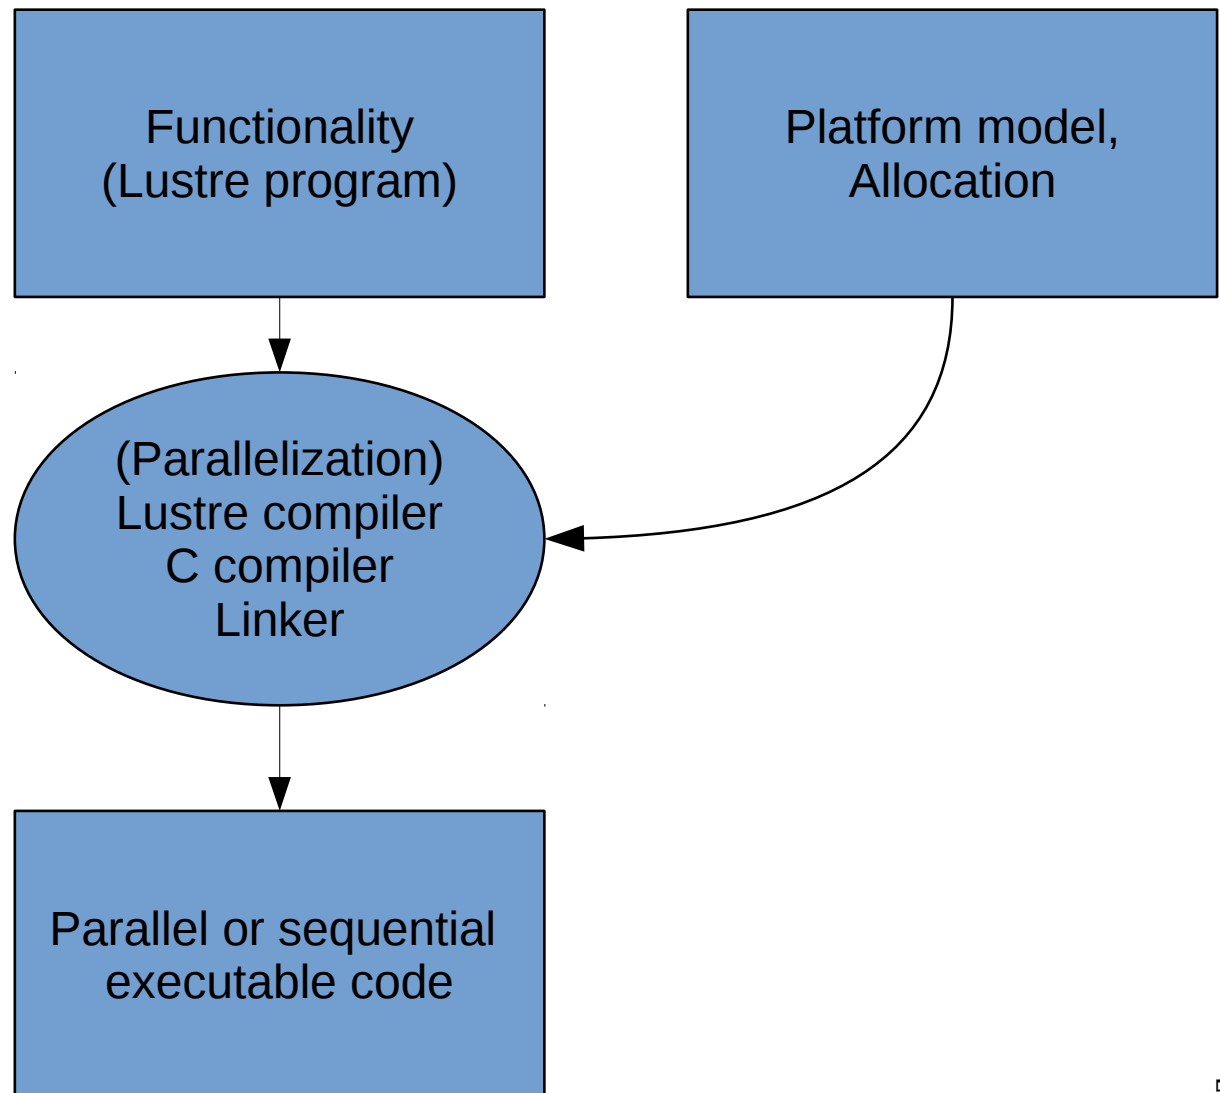 Functionality
(Lustre program)
Platform model,
Allocation
(Parallelization)
Lustre compiler
C compiler
Linker
Parallel or sequential
executable code